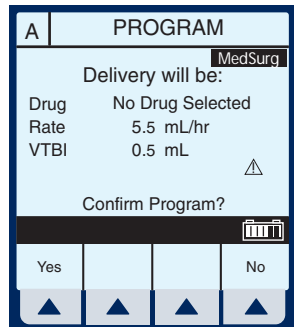 A PROGRAM
MedSurg
Delivery will be:
Drug No Drug Selected
Rate 5.5 mL/hr
VTBI 0.5 mL
Confirm Program?
Yes No